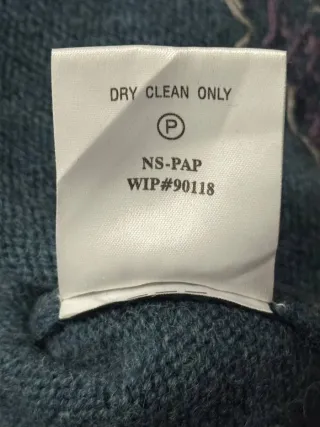 DRY CLEAN ONLY
P
NS-PAP
WIP#90118